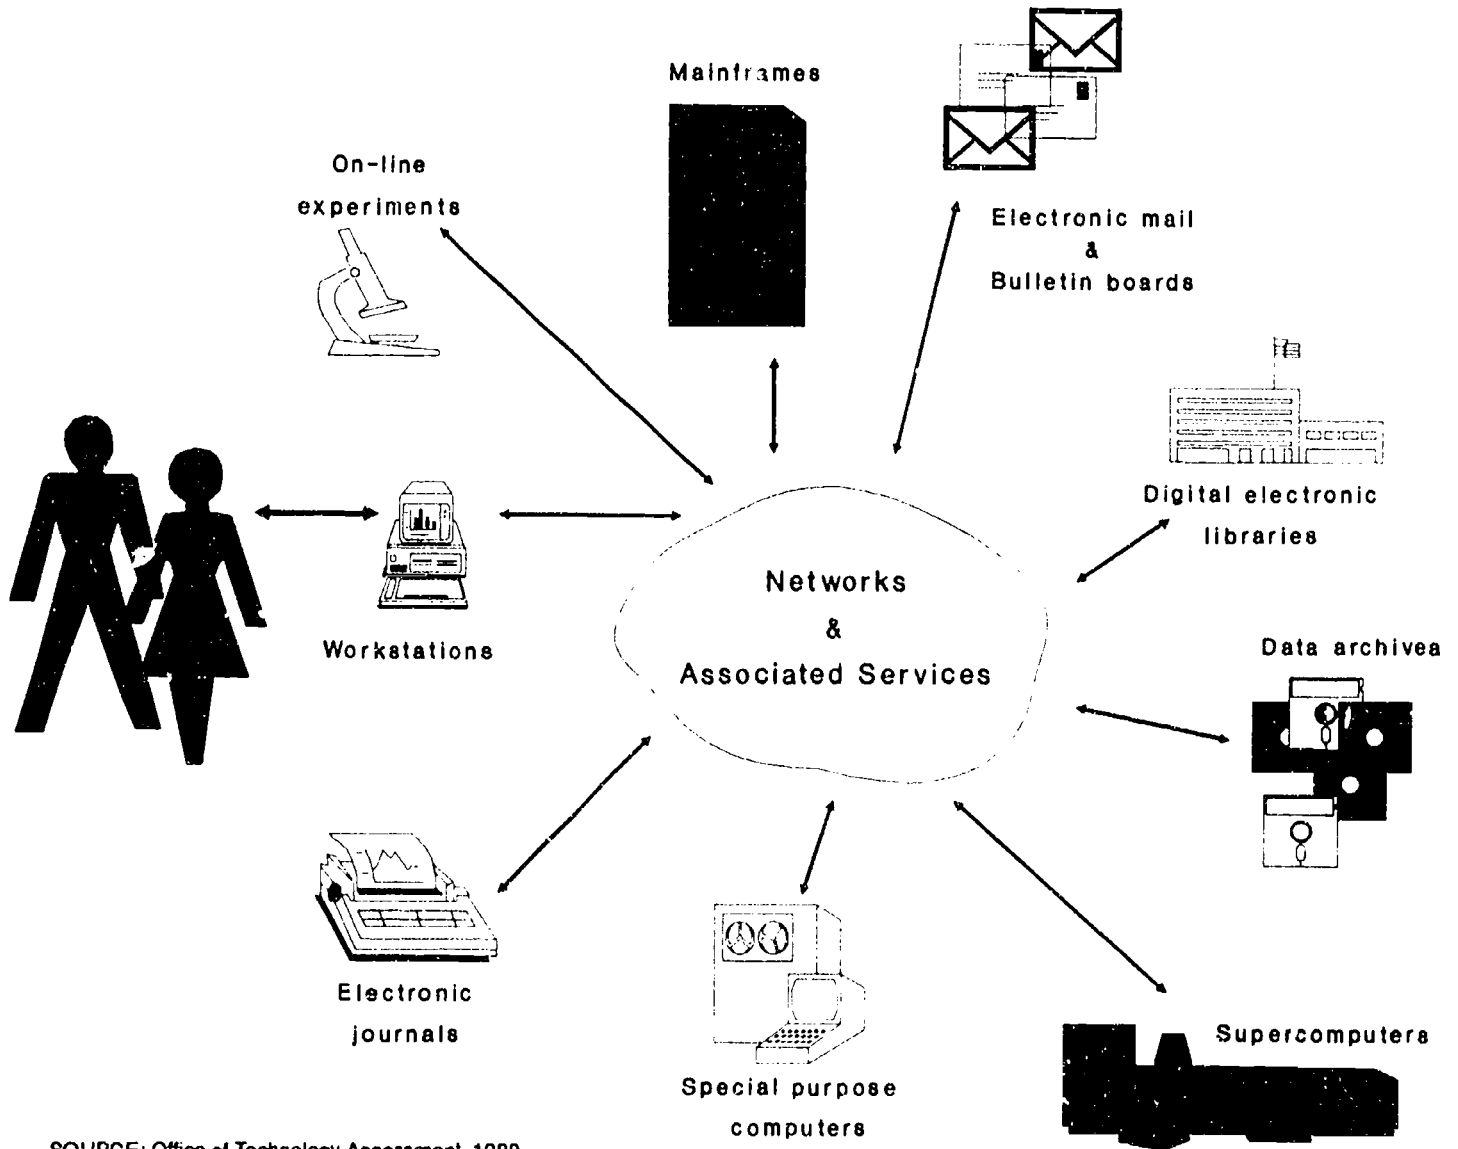 Mainframes
On-line
experiments
Electronic mail
&
Bulletin boards
Digital electronic
libraries
Networks
&
Associated Services
Workstations
Data archives
Electronic
journals
Supercomputers
Special purpose
computers
SOURCE: Office of Technology Assessment, 1989